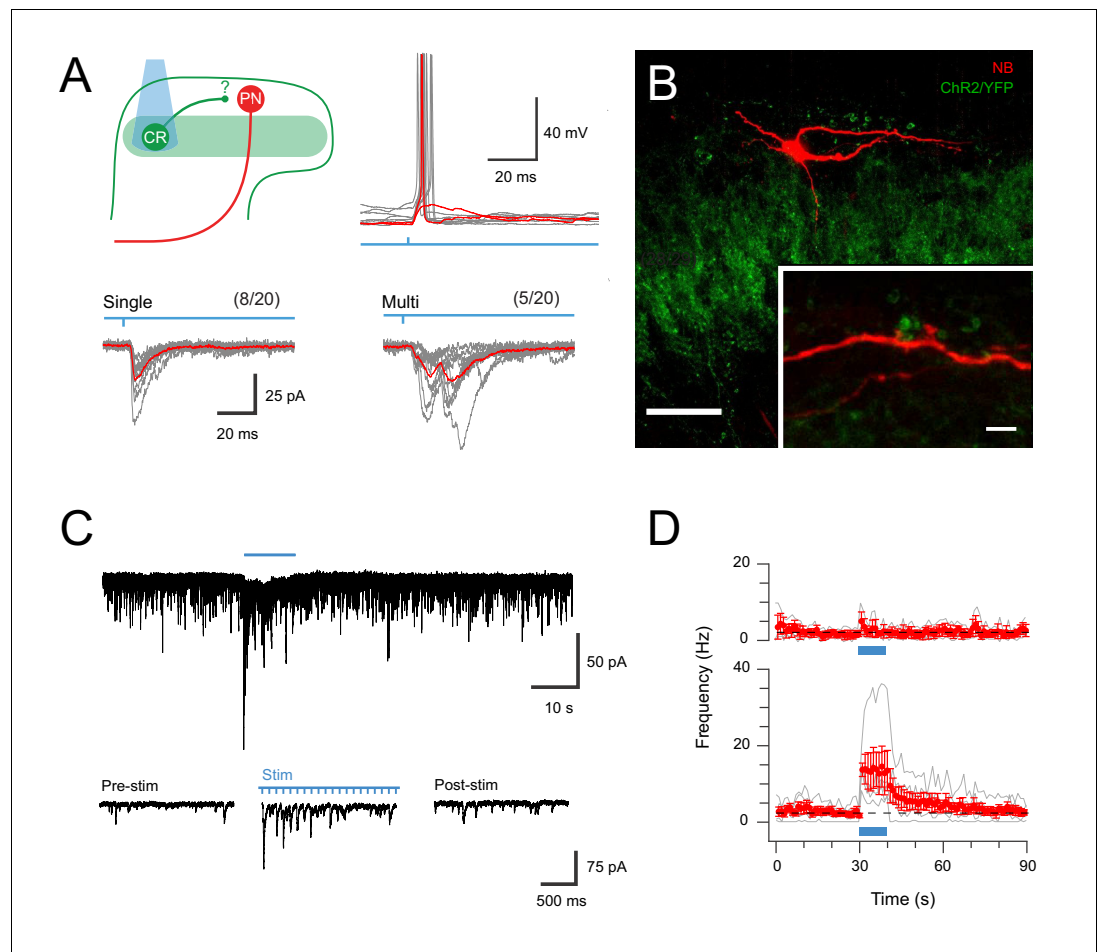 A
?
PN
CR
40 mV
20 ms
Single
(8/20)
Multi
(5/20)
25 pA
20 ms
B
NB
ChR2/YFP
C
50 pA
10 s
Pre-stim
Stim
Post-stim
75 pA
500 ms
D
20
0
40
20
0
Frequency (Hz)
0
30
60
90
Time (s)